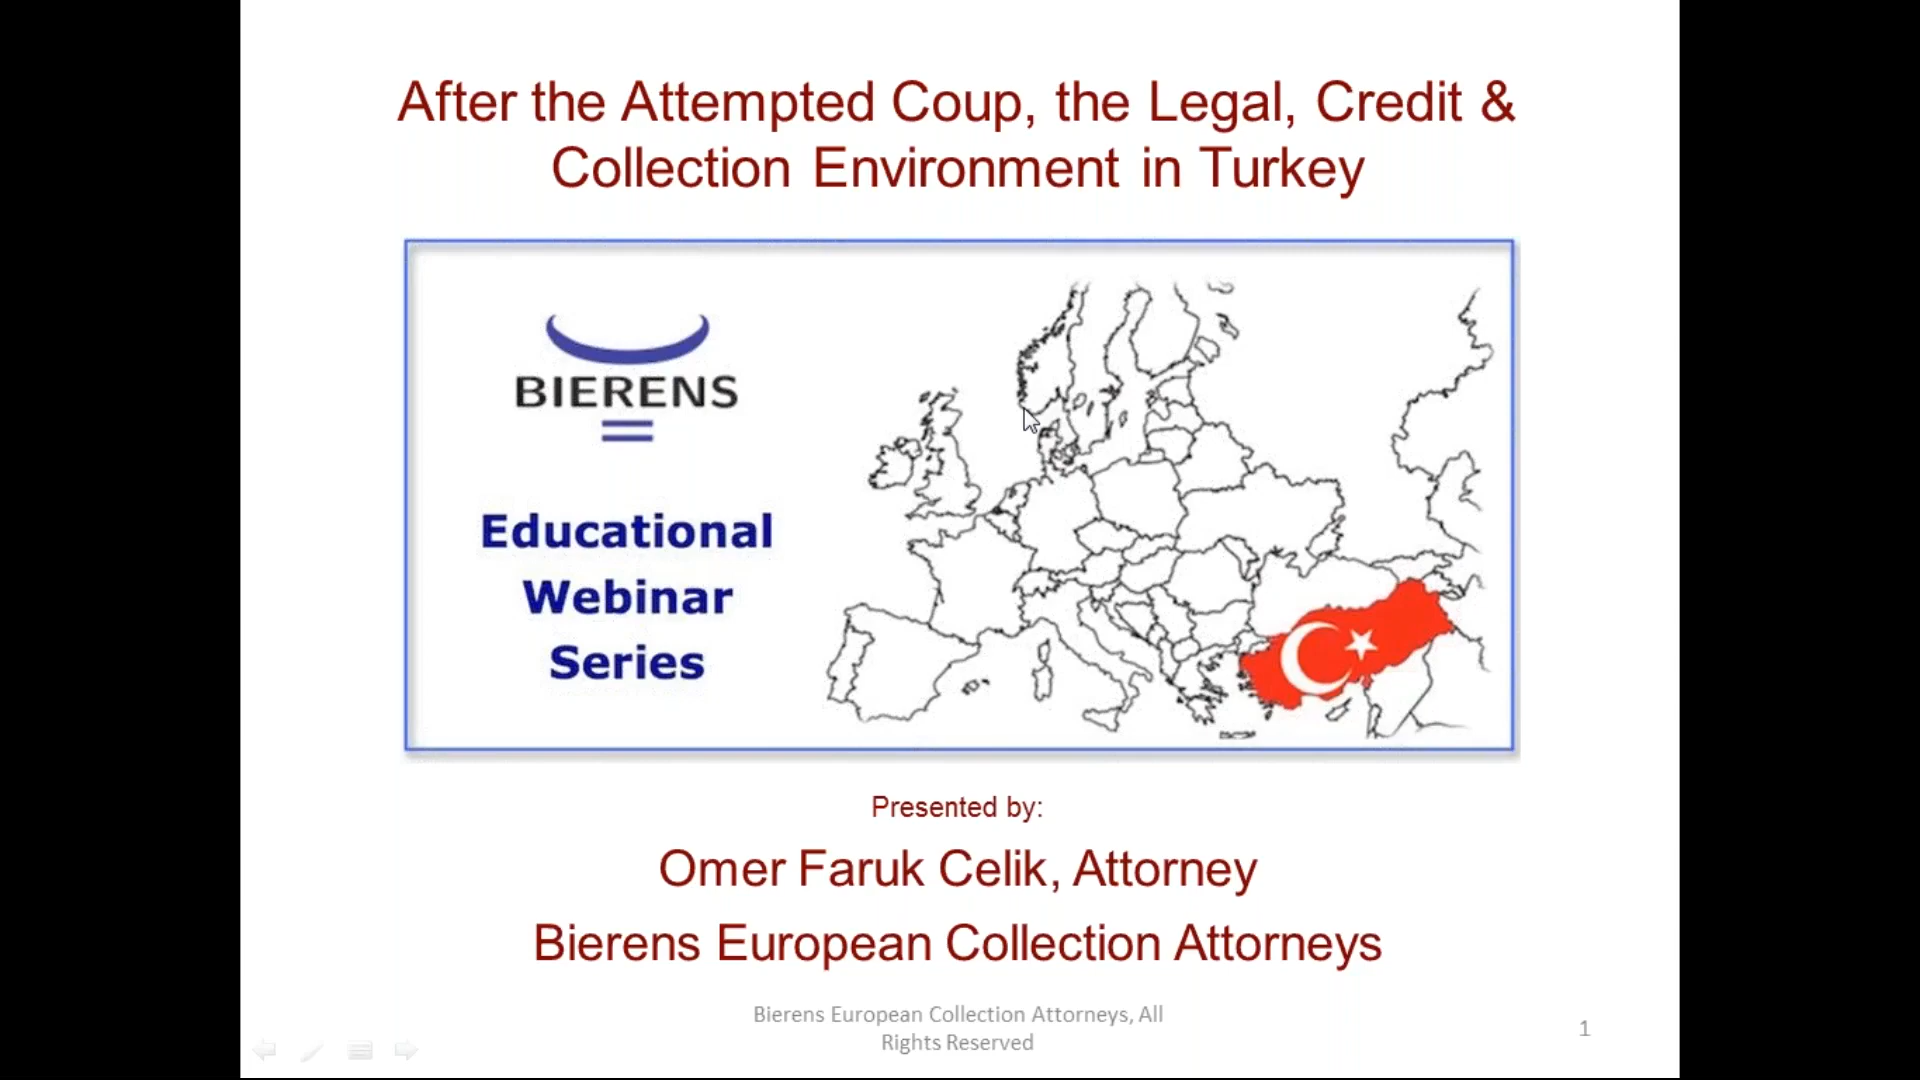 After the Attempted Coup, the Legal, Credit &
Collection Environment in Turkey
BIERENS
Educational
Webinar
Series
Presented by:
Omer Faruk Celik, Attorney
Bierens European Collection Attorneys
Bierens European Collection Attorneys, All
Rights Reserved
1